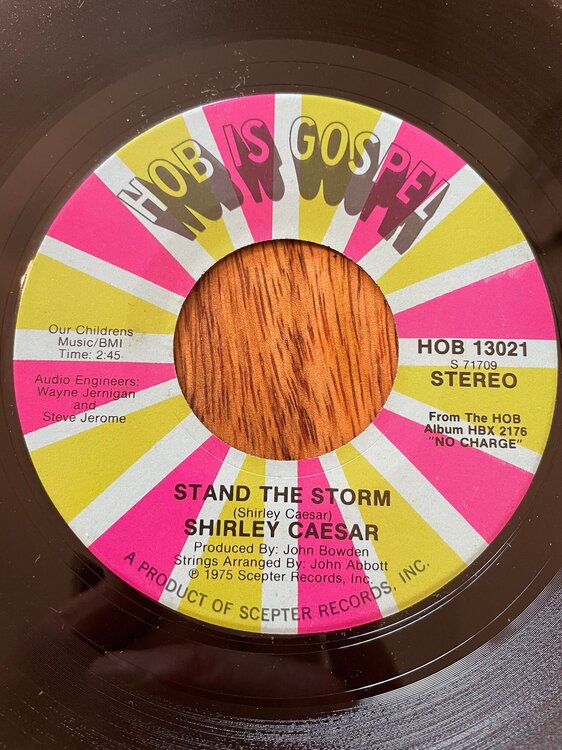 HOB IS GOSPEL
Our Childrens
Music/BMI
Time: 2:45
Audio Engineers:
Wayne Jernigan
and
Steve Jerome
HOB 13021
S 71709
STEREO
From The HOB
Album HBX 2176
"NO CHARGE"
STAND THE STORM
(Shirley Caesar)
SHIRLEY CAESAR
Produced By: John Bowden
Strings Arranged By: John Abbott
℗ 1975 Scepter Records, Inc.
A PRODUCT OF SCEPTER RECORDS, INC.